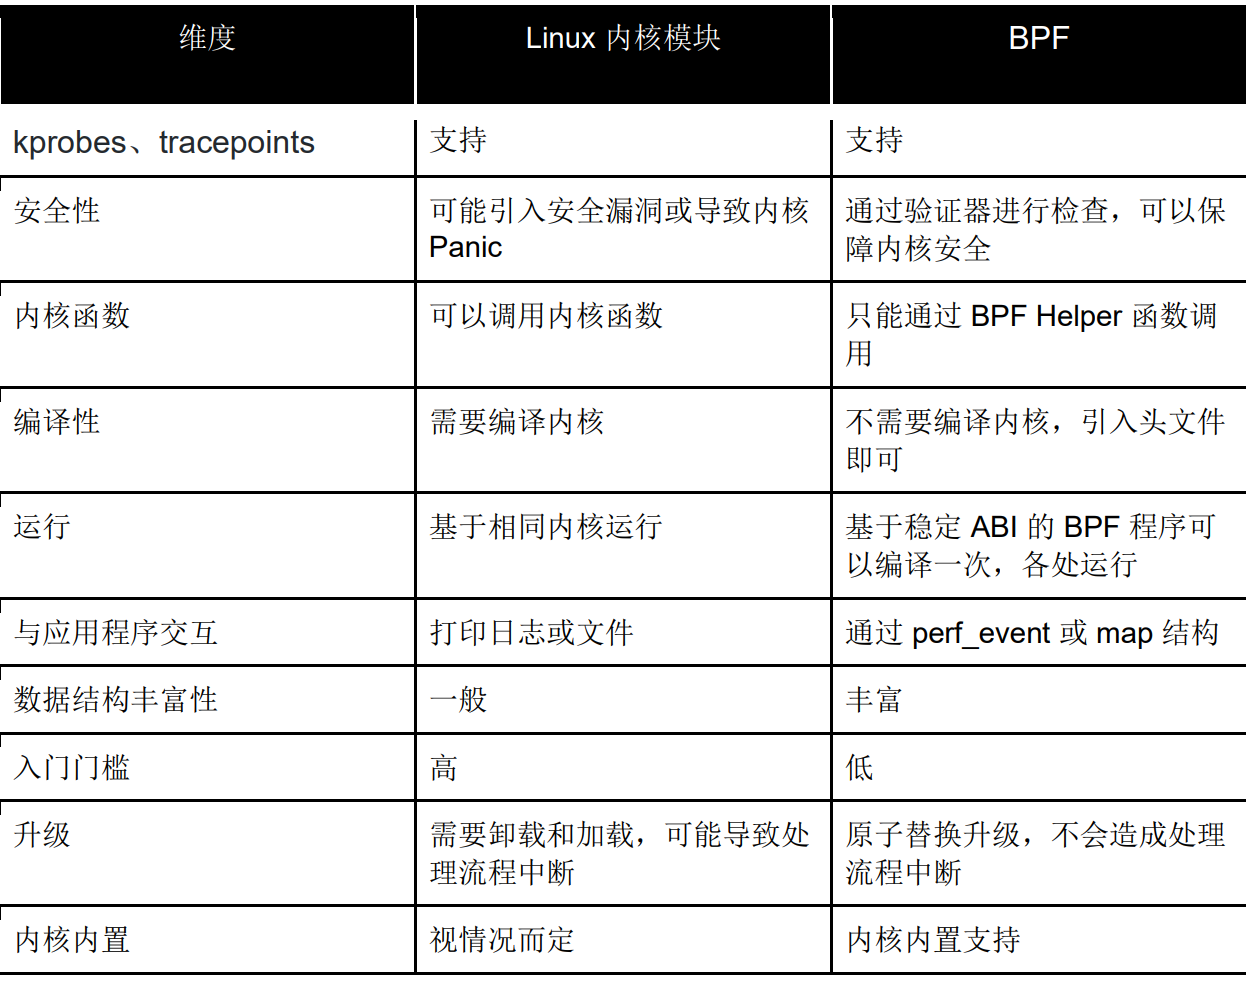 维度
Linux 内核模块
BPF
kprobes、tracepoints
支持
支持
安全性
可能引入安全漏洞或导致内核
Panic
通过验证器进行检查，可以保
障内核安全
内核函数
可以调用内核函数
只能通过 BPF Helper 函数调
用
编译性
需要编译内核
不需要编译内核，引入头文件
即可
运行
基于相同内核运行
基于稳定 ABI 的 BPF 程序可
以编译一次，各处运行
与应用程序交互
打印日志或文件
通过 perf_event 或 map 结构
数据结构丰富性
一般
丰富
入门门槛
高
低
升级
需要卸载和加载，可能导致处
理流程中断
原子替换升级，不会造成处理
流程中断
内核内置
视情况而定
内核内置支持